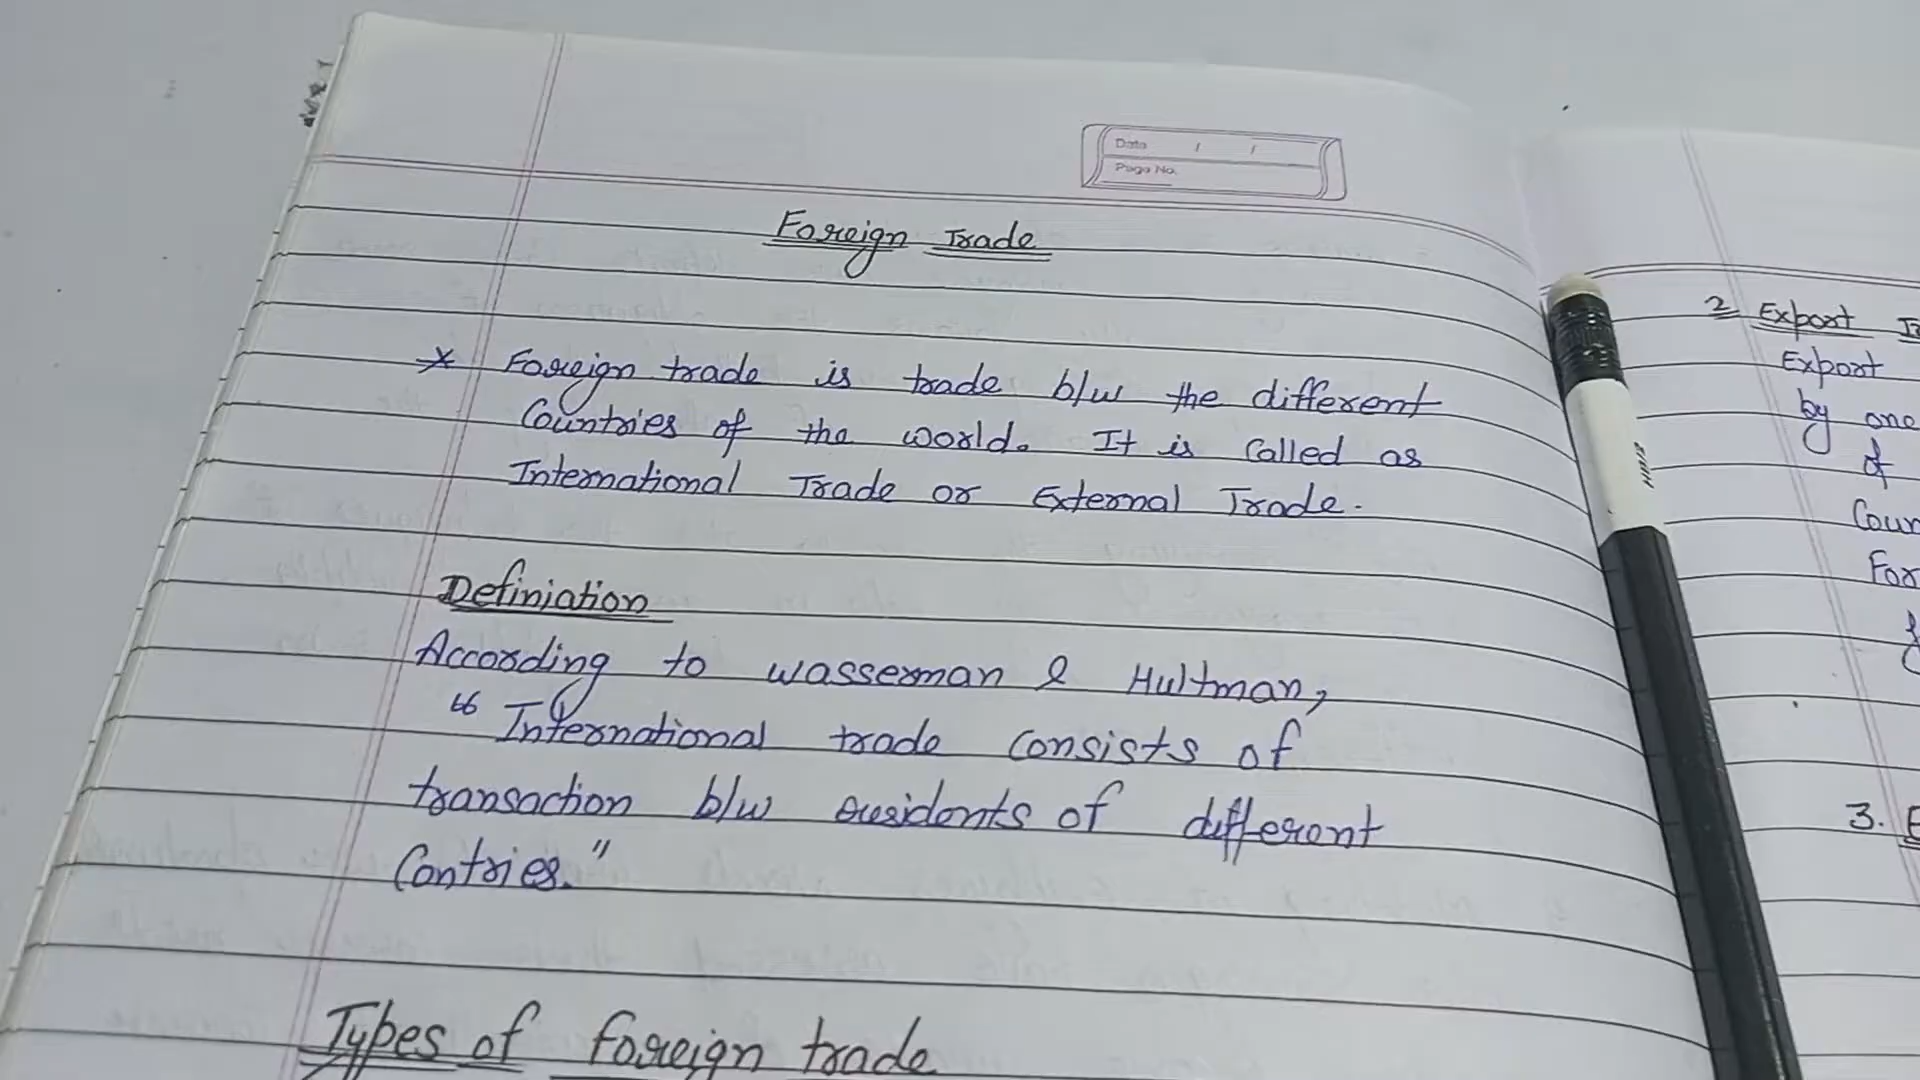 Date / /
Page No.
Foreign Trade
* Foreign trade is trade b/w the different
Countries of the world. It is Called as
International Trade or External Trade.
Definiation
According to Wasserman & Hultman,
"International trade Consists of
transaction b/w residents of different
Contries."
Types of foreign trade
2 Export
Export
by one
of
3.